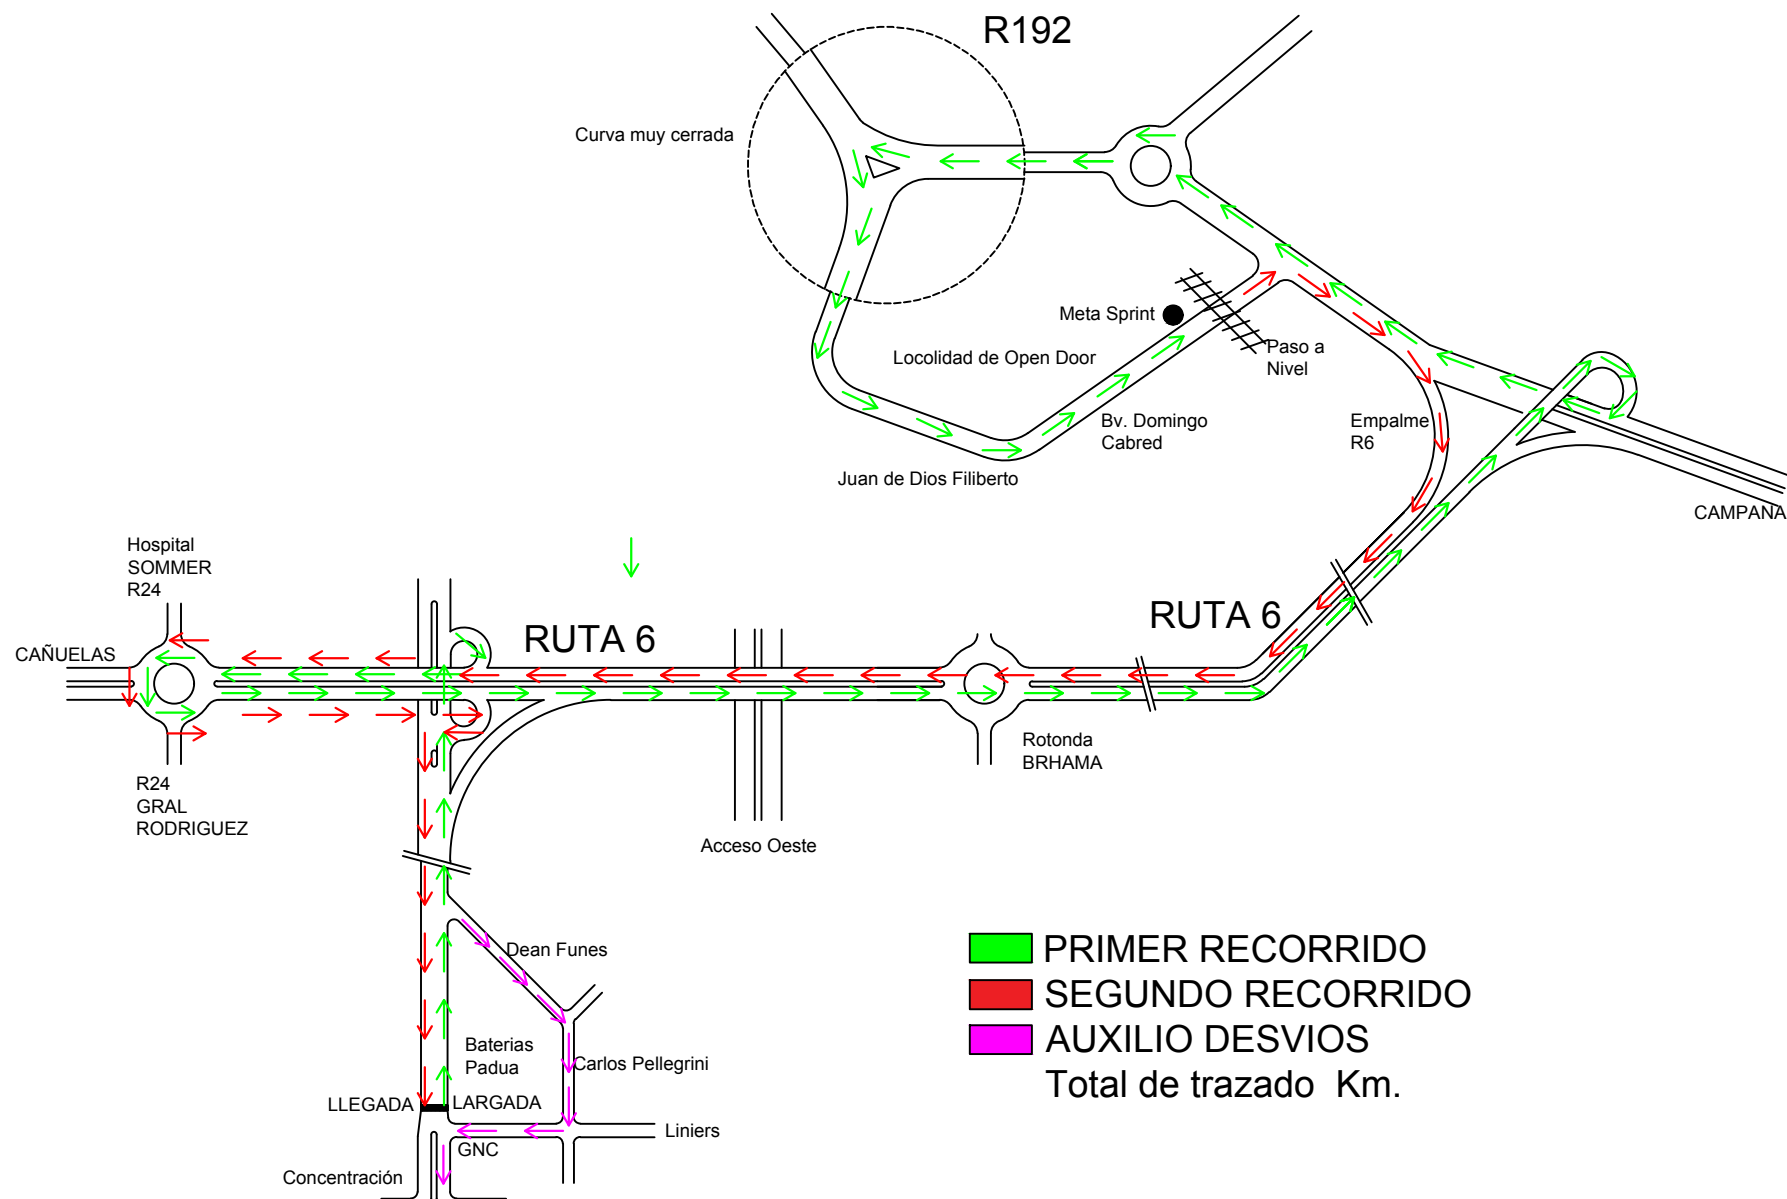 R192
Curva muy cerrada
Meta Sprint
Locolidad de Open Door
Paso a
Nivel
Bv. Domingo
Cabred
Empalme
R6
Juan de Dios Filiberto
CAMPANA
Hospital
SOMMER
R24
CAÑUELAS
RUTA 6
RUTA 6
R24
GRAL
RODRIGUEZ
Rotonda
BRHAMA
Acceso Oeste
Dean Funes
Baterias
Padua
Carlos Pellegrini
LLEGADA
LARGADA
Liniers
GNC
Concentración
PRIMER RECORRIDO
SEGUNDO RECORRIDO
AUXILIO DESVIOS
Total de trazado Km.